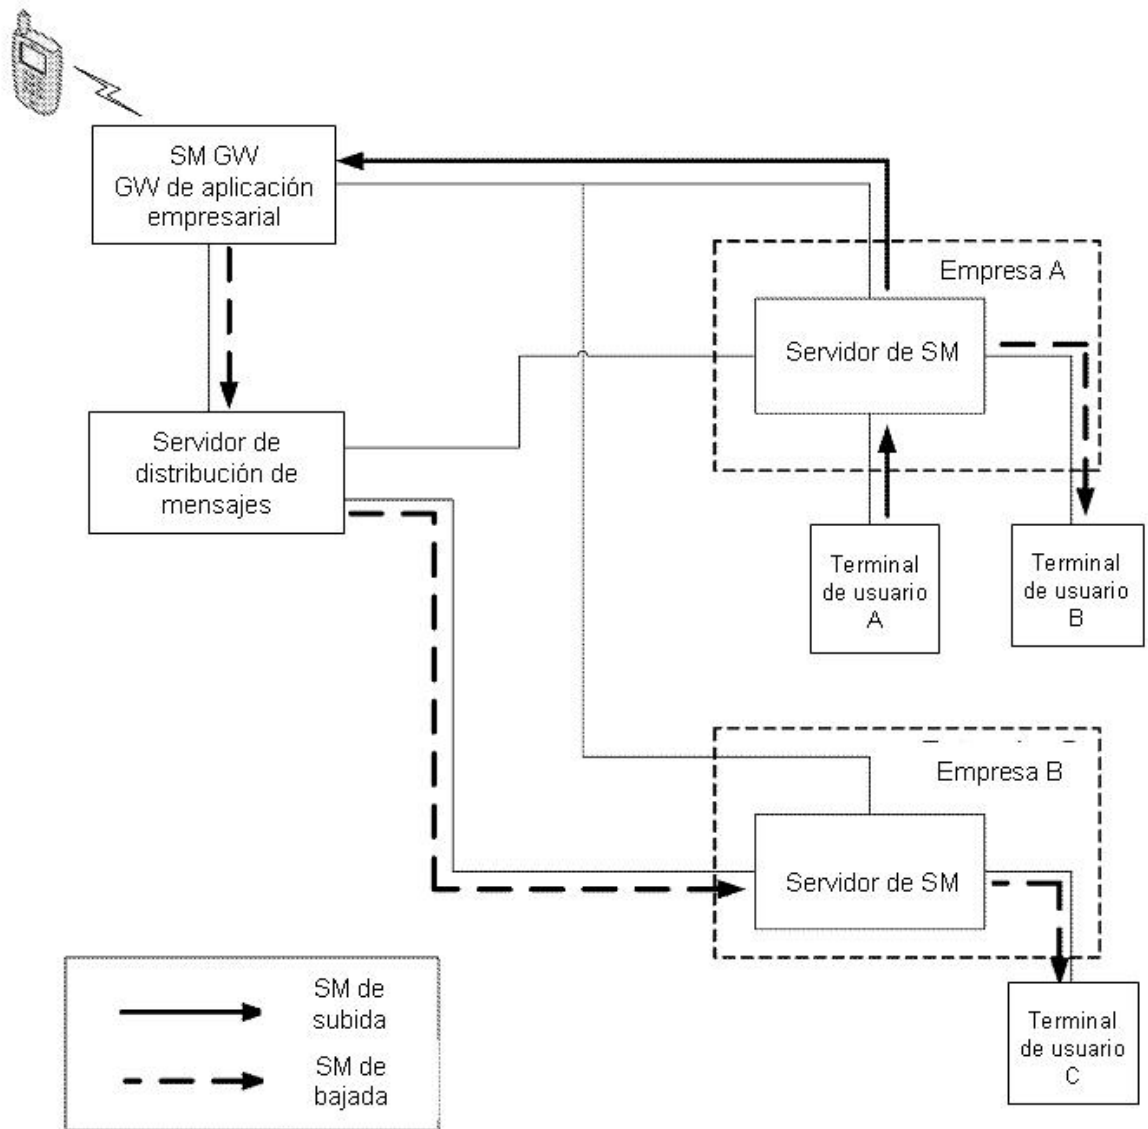 SM GW
GW de aplicación
empresarial
Empresa A
Servidor de SM
Servidor de
distribución de
mensajes
Terminal
de usuario
A
Terminal
de usuario
B
Empresa B
Servidor de SM
SM de
subida
SM de
bajada
Terminal
de usuario
C